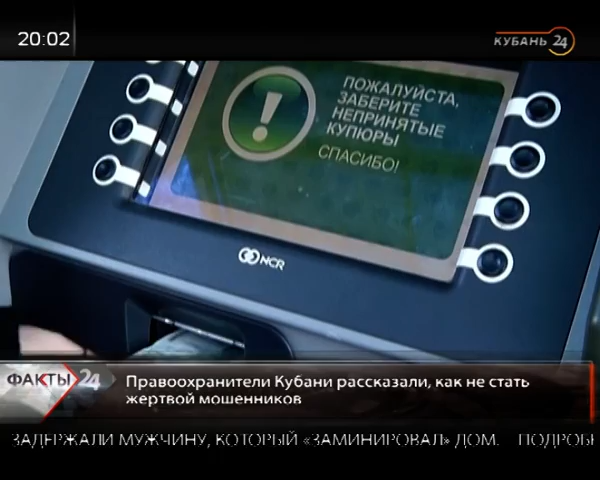 20:02
КУБАНЬ 24
ПОЖАЛУЙСТА,
ЗАБЕРИТЕ
НЕПРИНЯТЫЕ
КУПЮРЫ
СПАСИБО!
NCR
ФАКТЫ 24
Правоохранители Кубани рассказали, как не стать
жертвой мошенников
ЗАДЕРЖАЛИ МУЖЧИНУ, КОТОРЫЙ «ЗАМИНИРОВАЛ» ДОМ.